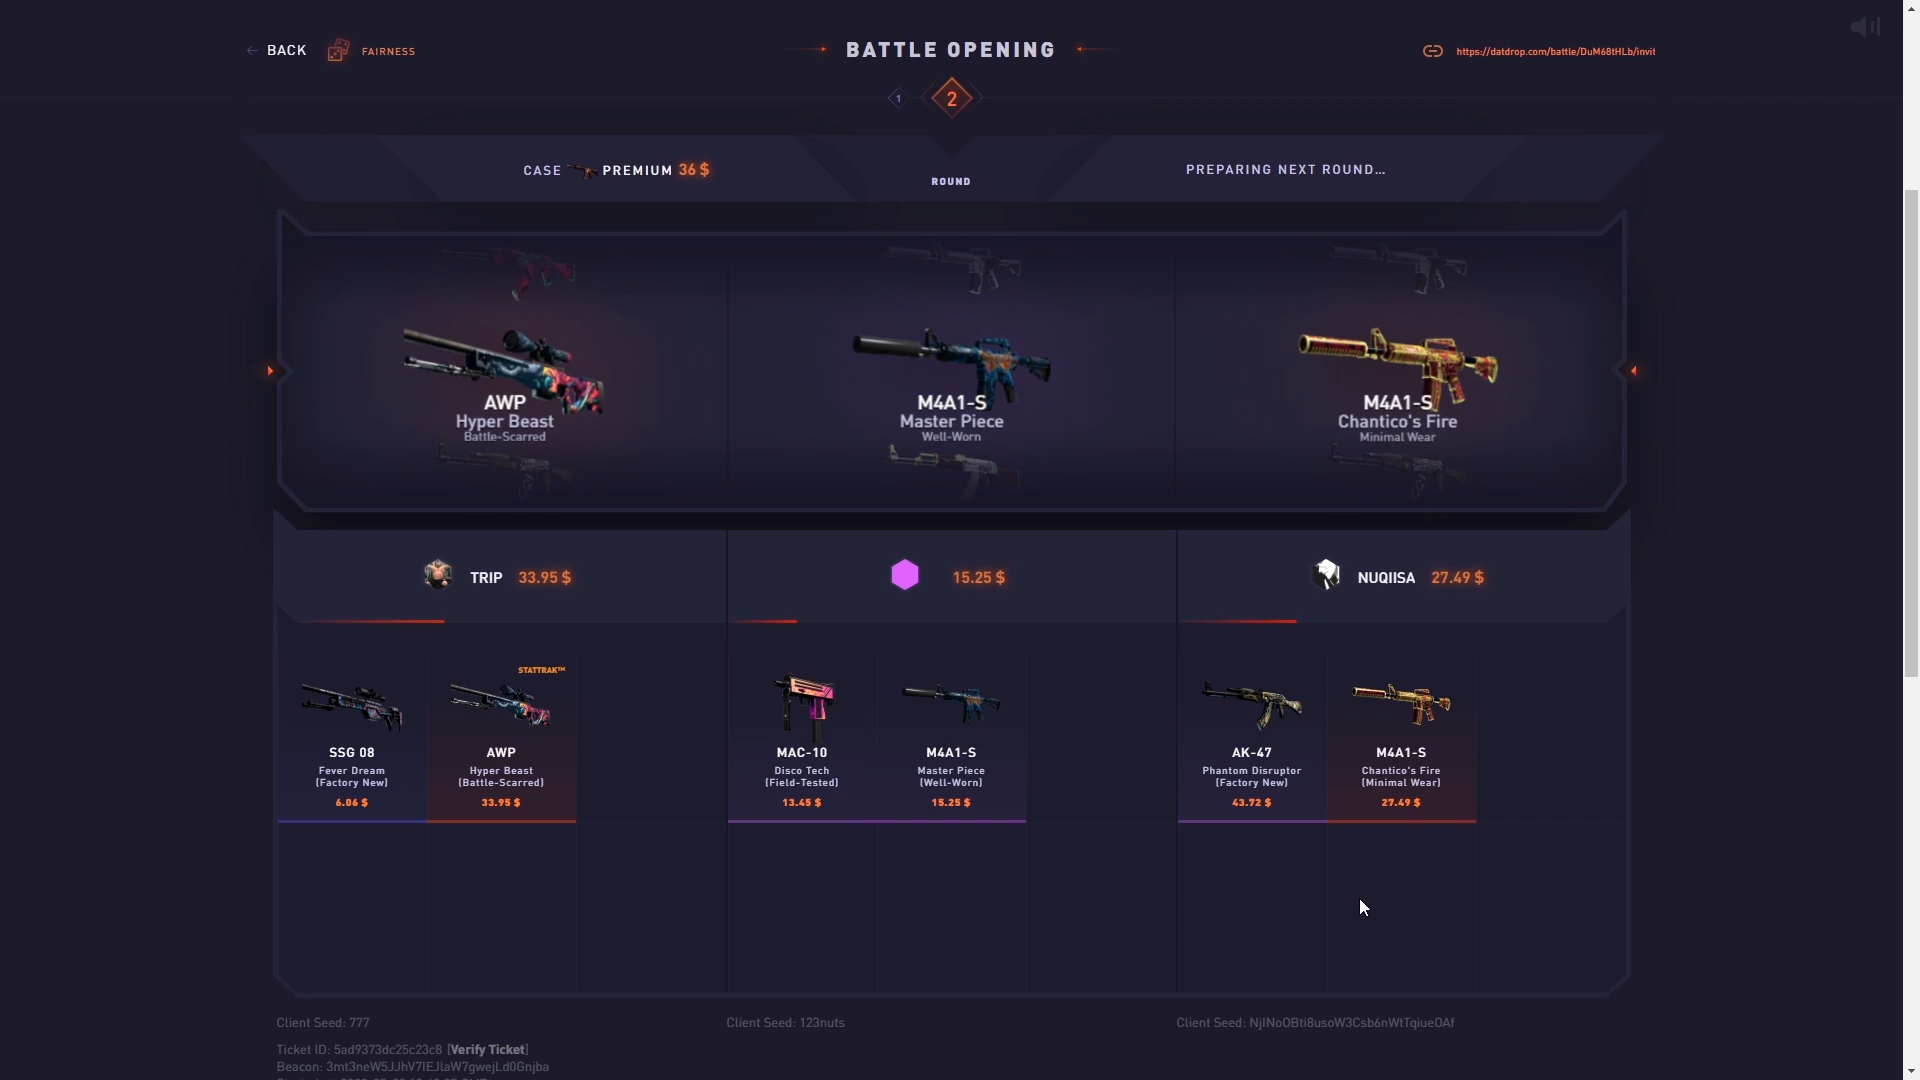 BACK
FAIRNESS
BATTLE OPENING
https://datdrop.com/battle/DuM68tHLb/invit
1
2
CASE PREMIUM 36 $
ROUND
PREPARING NEXT ROUND...
AWP
Hyper Beast
Battle-Scarred
M4A1-S
Master Piece
Well-Worn
M4A1-S
Chantico's Fire
Minimal Wear
TRIP 33.95 $
15.25 $
NUQIISA 27.49 $
SSG 08
Fever Dream
(Factory New)
6.06 $
STATTRAK™
AWP
Hyper Beast
(Battle-Scarred)
33.95 $
MAC-10
Disco Tech
(Field-Tested)
13.45 $
M4A1-S
Master Piece
(Well-Worn)
15.25 $
AK-47
Phantom Disruptor
(Factory New)
43.72 $
M4A1-S
Chantico's Fire
(Minimal Wear)
27.49 $
Client Seed: 777
Client Seed: 123nuts
Client Seed: NjINoOBti8usoW3Csb6nWtTqiueOAf
Ticket ID: 5ad9373dc25c23c8 [Verify Ticket]
Beacon: 3mt3neW5JJhV7IEJlaW7gwejLd0Gnjba